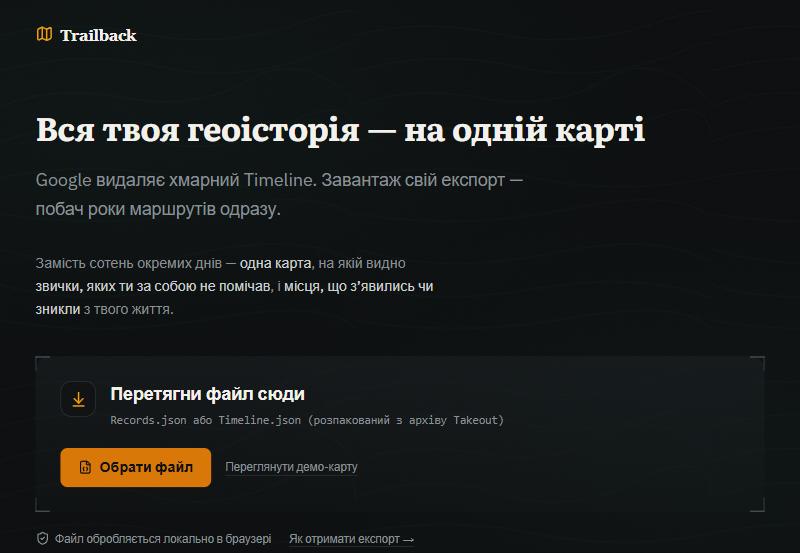 Trailback
Вся твоя геоісторія — на одній карті
Google видаляє хмарний Timeline. Завантаж свій експорт —
побач роки маршрутів одразу.
Замість сотень окремих днів — одна карта, на якій видно
звички, яких ти за собою не помічав, і місця, що з’явились чи
зникли з твого життя.
Перетягни файл сюди
Records.json або Timeline.json (розпакований з архіву Takeout)
Обрати файл
Переглянути демо-карту
Файл обробляється локально в браузері
Як отримати експорт →